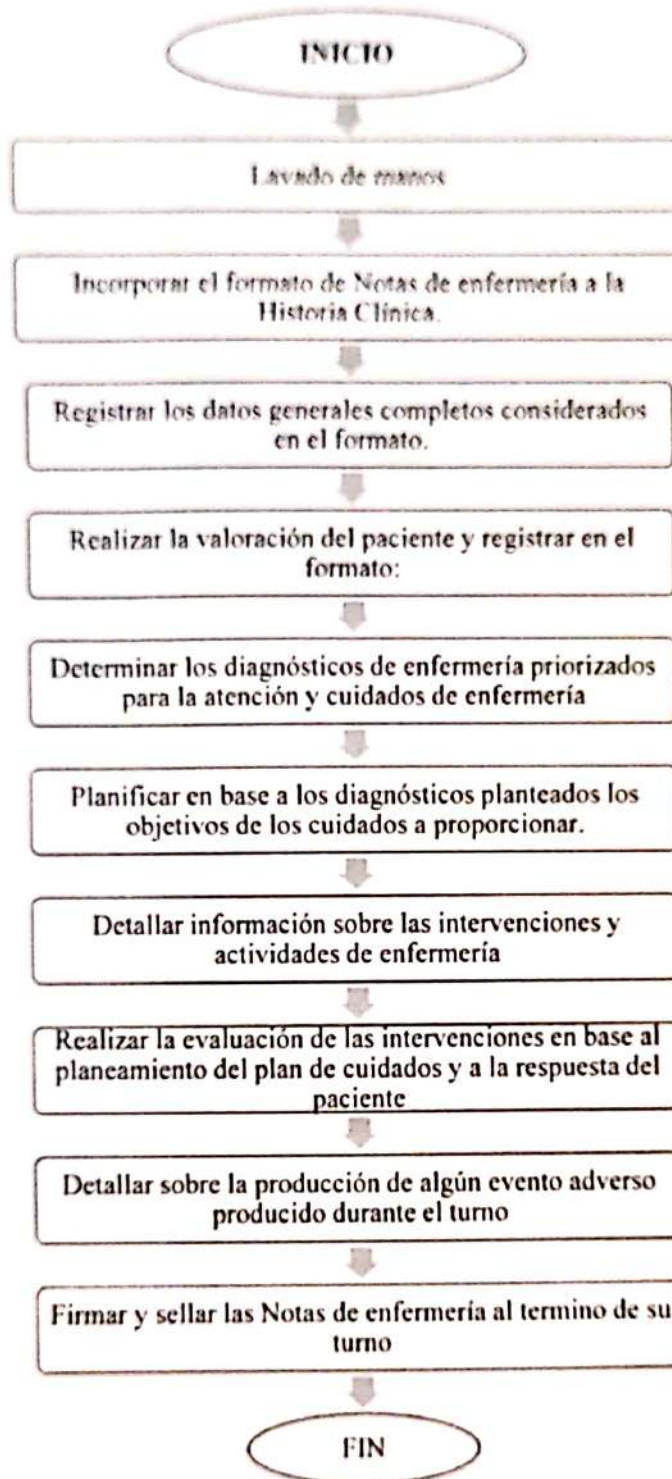 INICIO
Lavado de manos
Incorporar el formato de Notas de enfermería a la
Historia Clínica.
Registrar los datos generales completos considerados
en el formato.
Realizar la valoración del paciente y registrar en el
formato:
Determinar los diagnósticos de enfermería priorizados
para la atención y cuidados de enfermería
Planificar en base a los diagnósticos planteados los
objetivos de los cuidados a proporcionar.
Detallar información sobre las intervenciones y
actividades de enfermería
Realizar la evaluación de las intervenciones en base al
planeamiento del plan de cuidados y a la respuesta del
paciente
Detallar sobre la producción de algún evento adverso
producido durante el turno
Firmar y sellar las Notas de enfermería al termino de su
turno
FIN